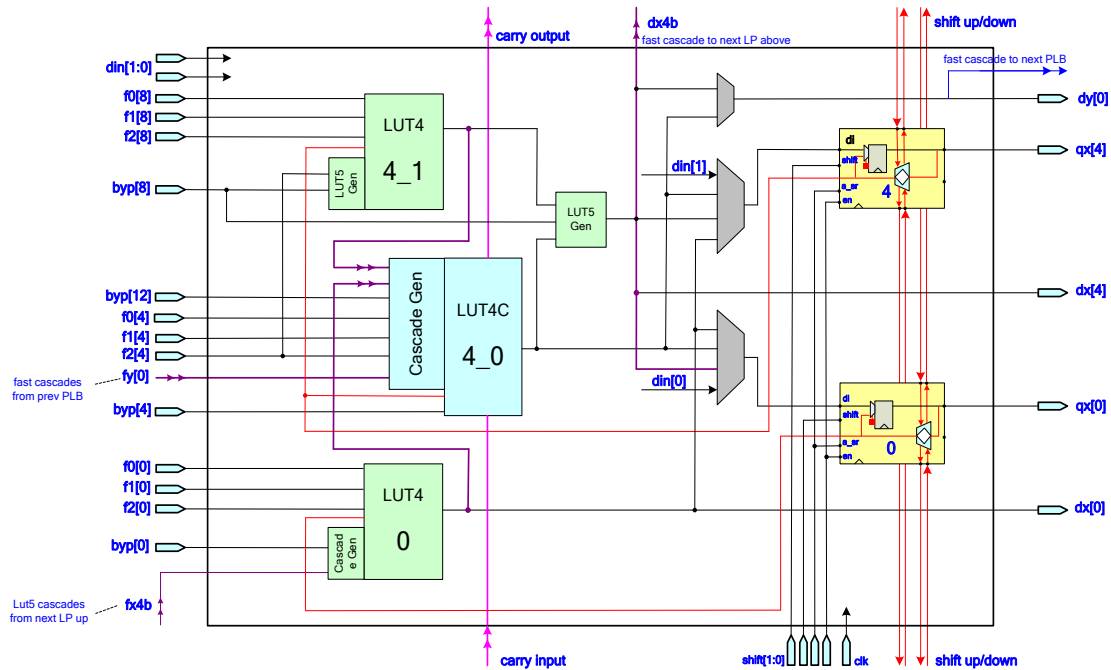 carry output
dx4b
fast cascade to next LP above
shift up/down
fast cascade to next PLB
din[1:0]
f0[8]
f1[8]
f2[8]
byp[8]
LUT4
4_1
LUT5
Gen
LUT5
Gen
din[1]
dy[0]
di
shift
4
a_sr
en
qx[4]
byp[12]
f0[4]
f1[4]
f2[4]
fy[0]
byp[4]
fast cascades
from prev PLB
Cascade Gen
LUT4C
4_0
din[0]
dx[4]
di
shift
0
a_sr
en
qx[0]
f0[0]
f1[0]
f2[0]
byp[0]
LUT4
0
Cascad
e Gen
dx[0]
Lut5 cascades
from next LP up
fx4b
carry input
shift[1:0]
clk
shift up/down